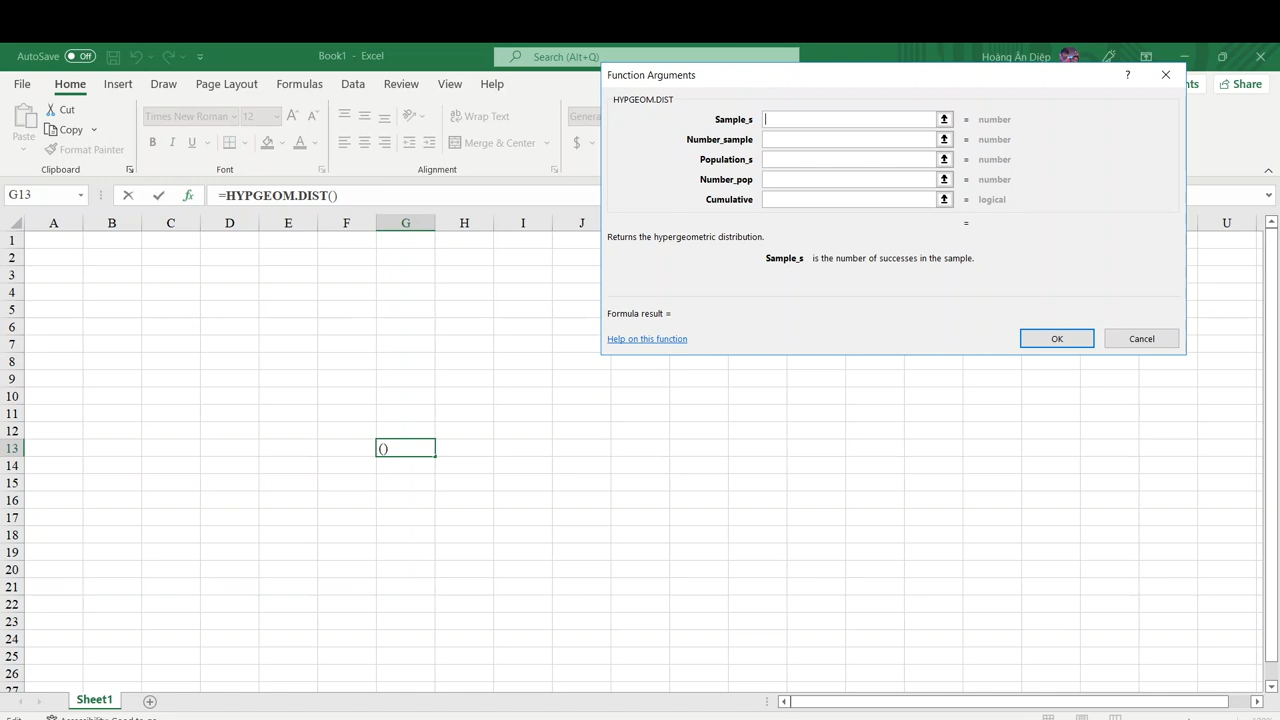 AutoSave Off Book1 - Excel Search (Alt+Q) Hoàng Ân Diệp
File Home Insert Draw Page Layout Formulas Data Review View Help Share
Paste Cut Copy Format Painter
Times New Roman 12
B I U A
Wrap Text
Merge & Center
General
$
Clipboard Font Alignment
G13 fx =HYPGEOM.DIST()
Function Arguments ?
HYPGEOM.DIST
Sample_s = number
Number_sample = number
Population_s = number
Number_pop = number
Cumulative = logical
=
Returns the hypergeometric distribution.
Sample_s is the number of successes in the sample.
Formula result =
Help on this function OK Cancel
A B C D E F G H I J U
1
2
3
4
5
6
7
8
9
10
11
12
13 ()
14
15
16
17
18
19
20
21
22
23
24
25
26
27
Sheet1
Edit